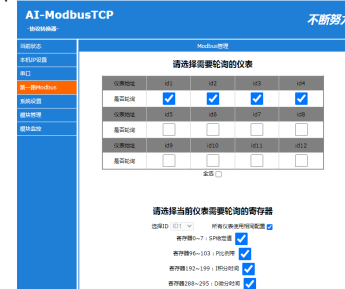 AI-ModbusTCP
-协议转换器-
不断努力
当前状态
Modbus管理
本机IP设置
串口
第一路Modbus
系统设置
模块管理
模块监控
请选择需要轮询的仪表
仪表地址 id1 id2 id3 id4
是否轮询
仪表地址 id5 id6 id7 id8
是否轮询
仪表地址 id9 id10 id11 id12
是否轮询
全选
请选择当前仪表需要轮询的寄存器
选择ID ID1 所有仪表使用相同配置
寄存器0~7：SP给定值
寄存器96~103：P比例带
寄存器192~199：I积分时间
寄存器288~295：D微分时间